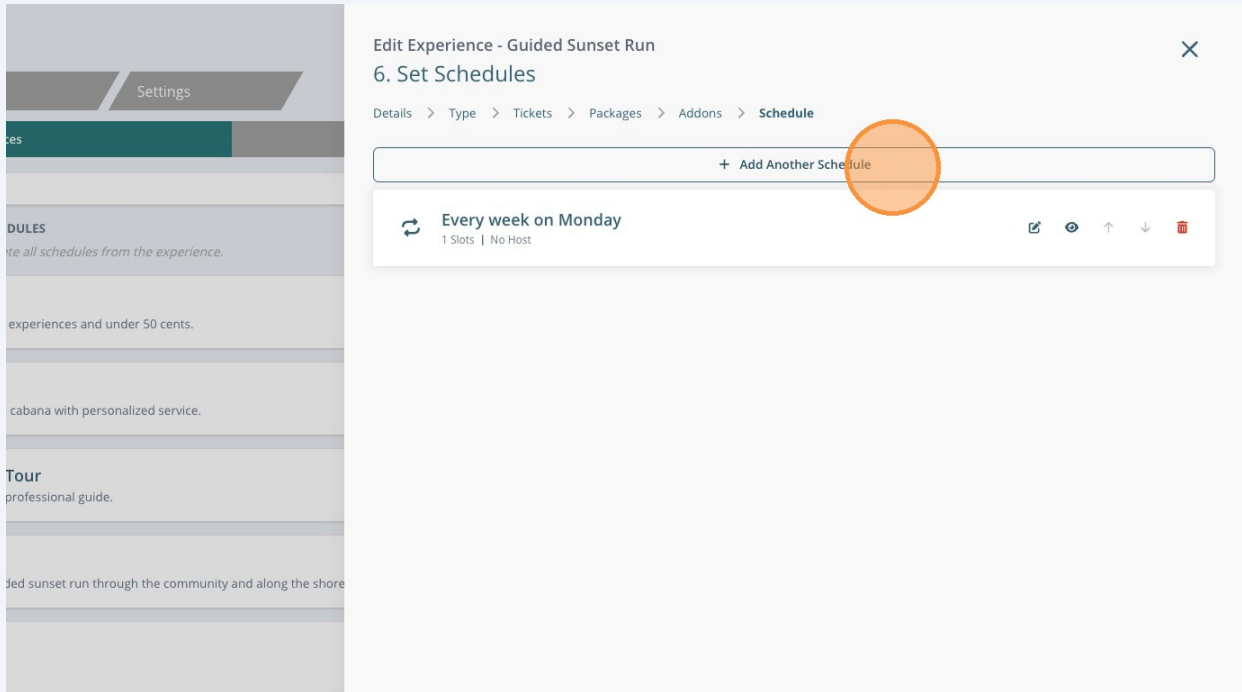 Settings
ces
DULES
ete all schedules from the experience.
experiences and under 50 cents.
cabana with personalized service.
Tour
professional guide.
ded sunset run through the community and along the shore
Edit Experience - Guided Sunset Run
6. Set Schedules
Details > Type > Tickets > Packages > Addons > Schedule
+ Add Another Schedule
Every week on Monday
1 Slots | No Host